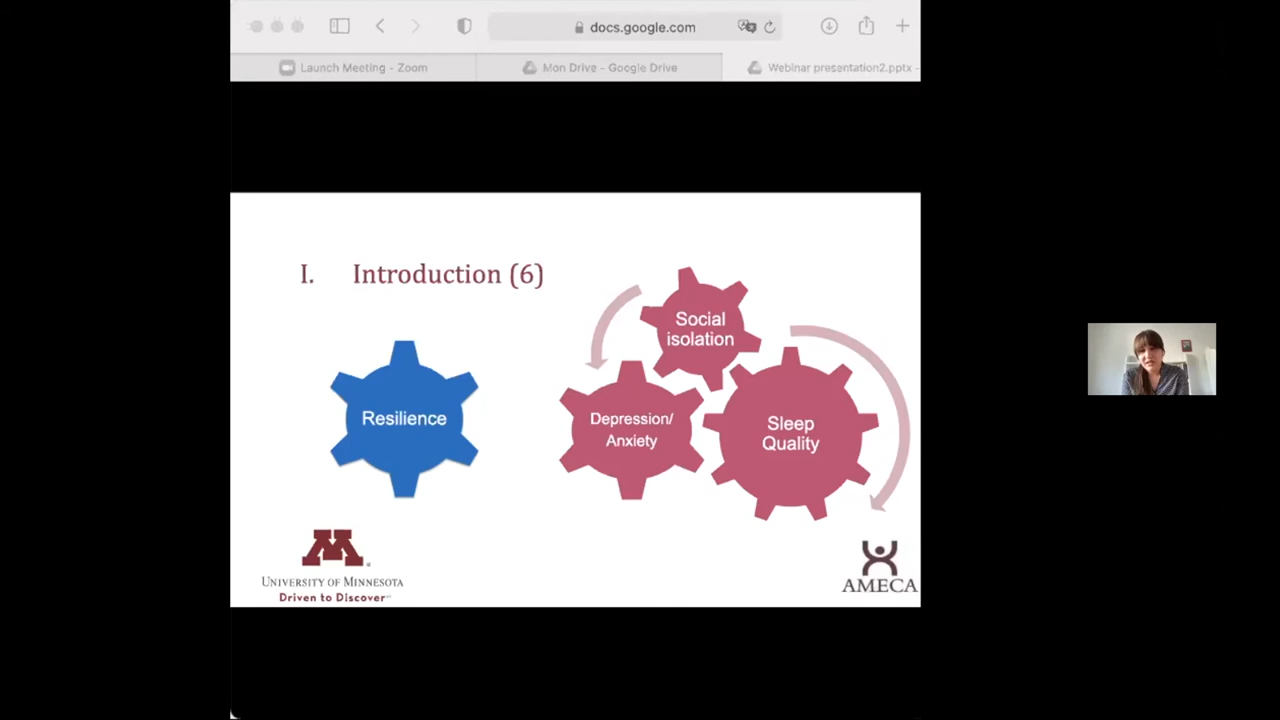 docs.google.com
Launch Meeting - Zoom
Mon Drive - Google Drive
Webinar presentation2.pptx -
I. Introduction (6)
Social
isolation
Resilience
Depression/
Anxiety
Sleep
Quality
M
UNIVERSITY OF MINNESOTA
Driven to Discover
AMECA